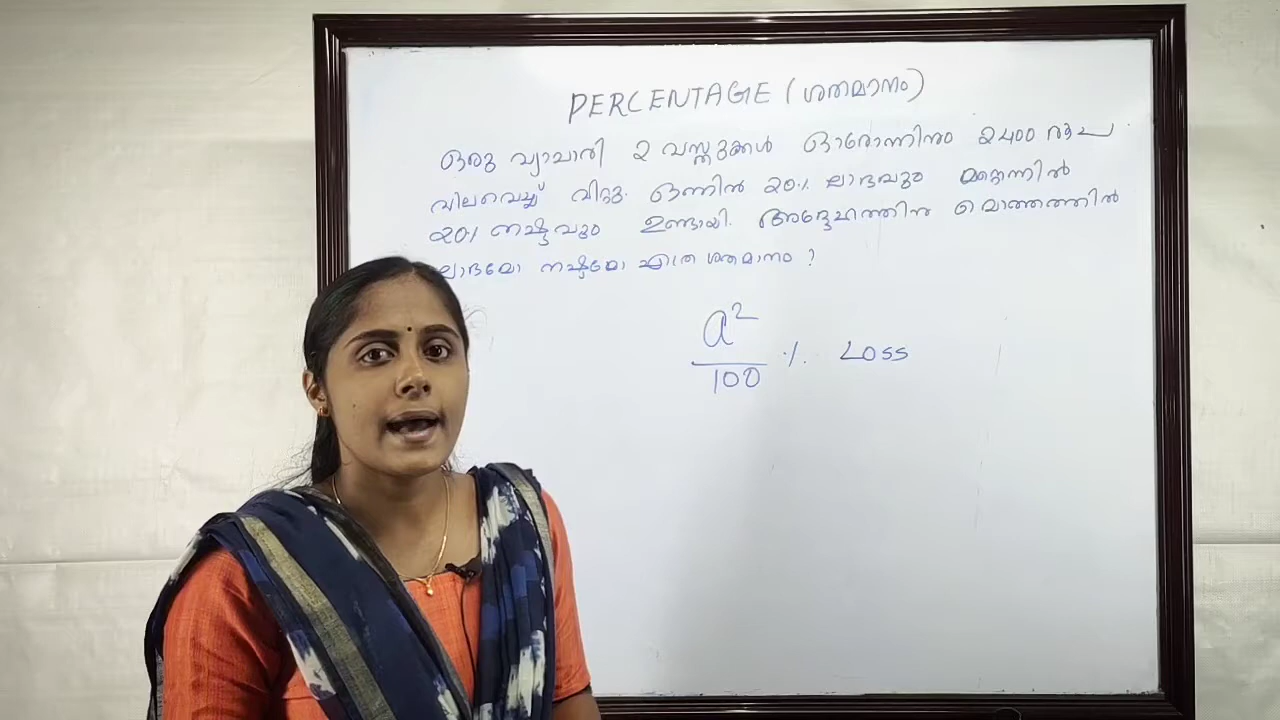 PERCENTAGE (ശതമാനം)
ഒരു വ്യാപാരി 2 വസ്തുക്കൾ ഓരോന്നിനും 2400 രൂപ
വിലവെച്ച് വിറ്റു. ഒന്നിൽ 20% ലാഭവും മറ്റൊന്നിൽ
20% നഷ്ടവും ഉണ്ടായി. അദ്ദേഹത്തിന് മൊത്തത്തിൽ
ലാഭമോ നഷ്ടമോ എത്ര ശതമാനം ?
a²
100 % Loss